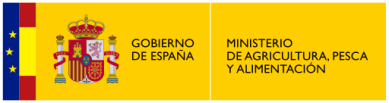 GOBIERNO
DE ESPAÑA
MINISTERIO
DE AGRICULTURA, PESCA
Y ALIMENTACIÓN